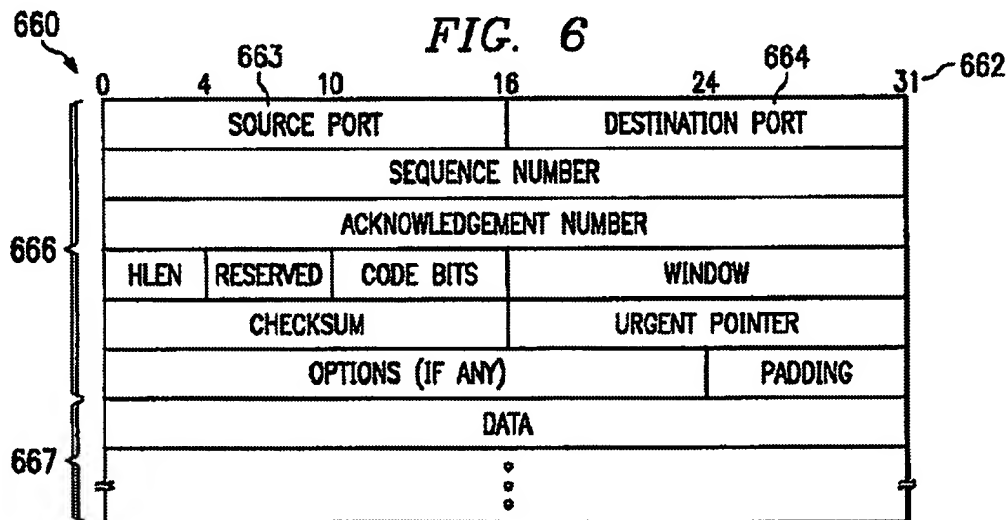 FIG. 6
660
663
664
0 4 10 16 24 31 662
SOURCE PORT DESTINATION PORT
SEQUENCE NUMBER
ACKNOWLEDGEMENT NUMBER
666
HLEN RESERVED CODE BITS WINDOW
CHECKSUM URGENT POINTER
OPTIONS (IF ANY) PADDING
DATA
667